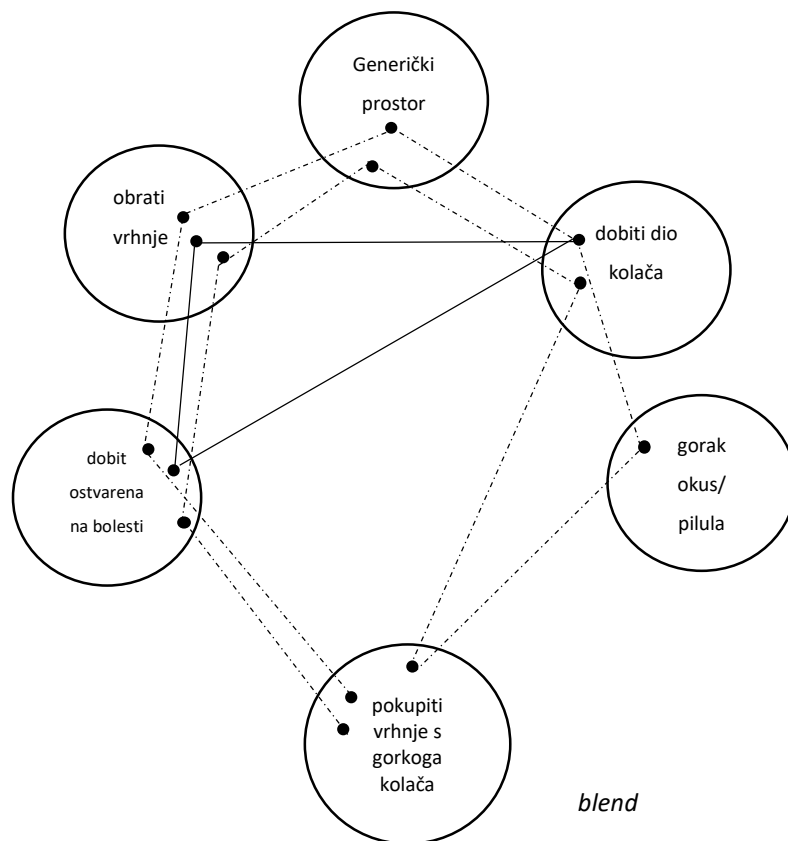 Generički
prostor
obrati
vrhnje
dobiti dio
kolača
dobit
ostvarena
na bolesti
gorak
okus/
pilula
pokupiti
vrhnje s
gorkoga
kolača
blend